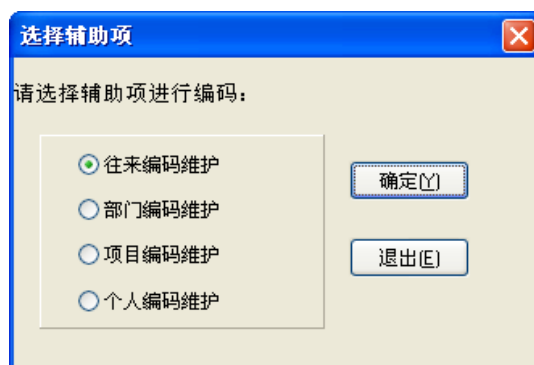 选择辅助项
请选择辅助项进行编码：
往来编码维护
确定(Y)
部门编码维护
项目编码维护
退出(E)
个人编码维护